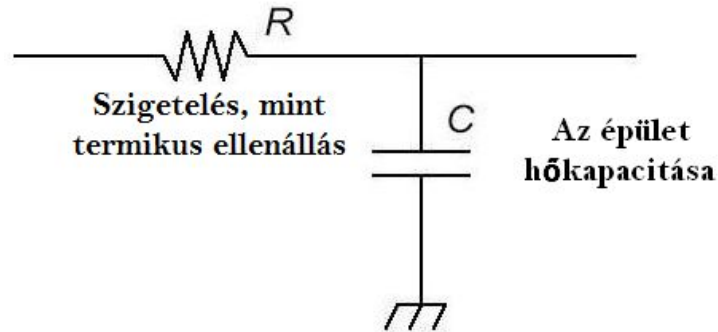 R
Szigetelés, mint
termikus ellenállás
C
Az épület
hőkapacitása